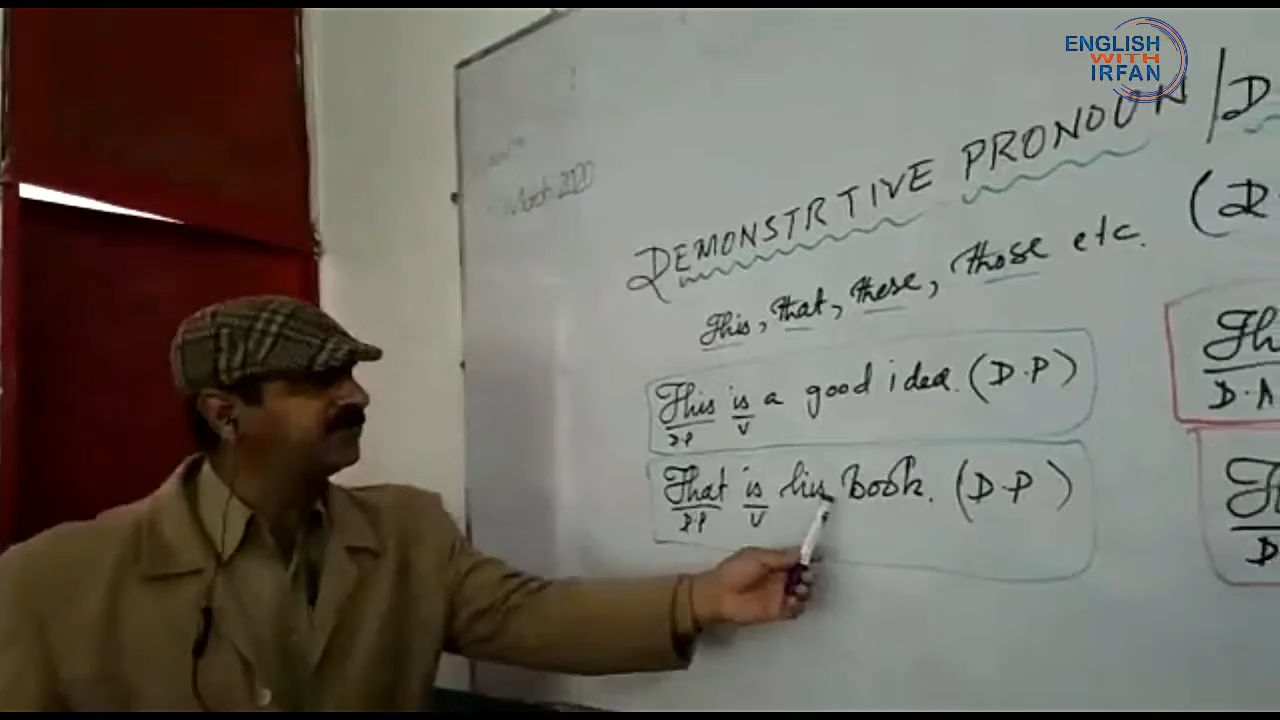 ENGLISH
WITH
IRFAN
March 2020
DEMONSTRTIVE PRONOUN / D
This, that, these, those etc. (D
This is a good idea. (D.P)
D.P V
That is his Book. (D.P)
D.P V
Th
D.A
D